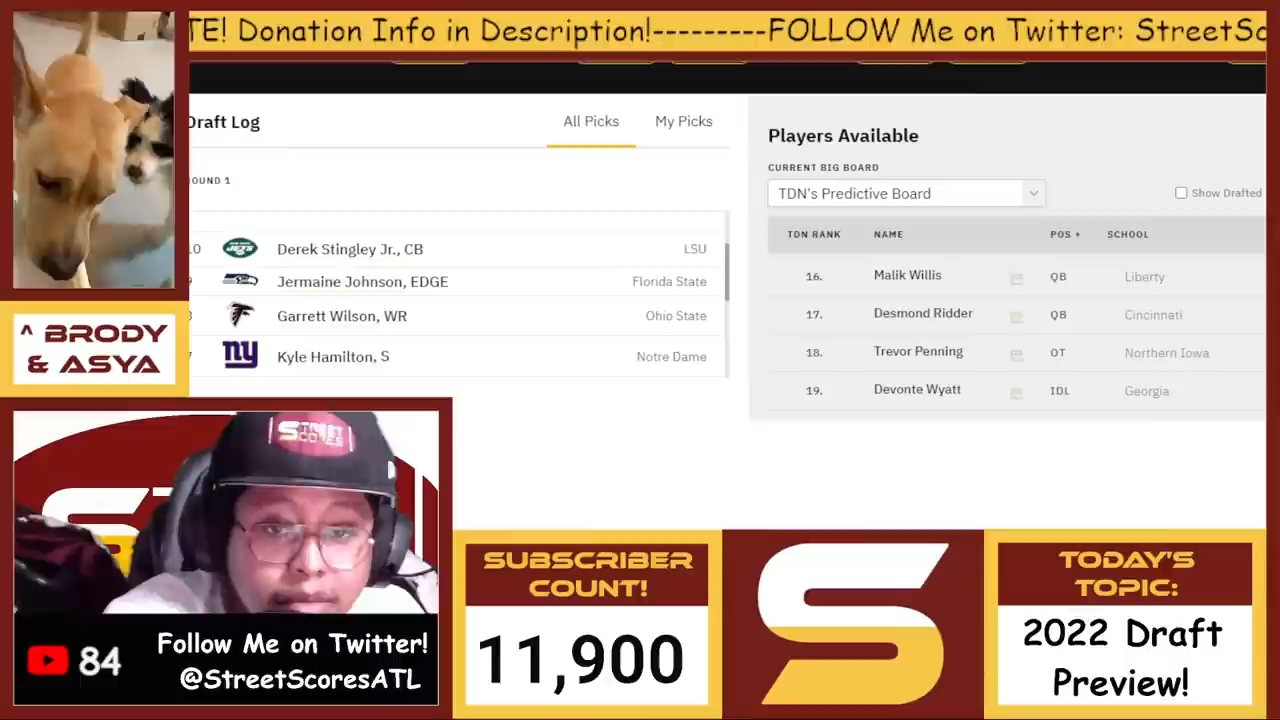 TE! Donation Info in Description!---------FOLLOW Me on Twitter: StreetSc
Draft Log
All Picks
My Picks
OUND 1
10 Derek Stingley Jr., CB LSU
Jermaine Johnson, EDGE Florida State
Garrett Wilson, WR Ohio State
ny Kyle Hamilton, S Notre Dame
Players Available
CURRENT BIG BOARD
TDN's Predictive Board
Show Drafted
TDN RANK NAME POS + SCHOOL
16. Malik Willis QB Liberty
17. Desmond Ridder QB Cincinnati
18. Trevor Penning OT Northern Iowa
19. Devonte Wyatt IDL Georgia
^ BRODY
& ASYA
STREET
SCORES
84
Follow Me on Twitter!
@StreetScoresATL
SUBSCRIBER
COUNT!
11,900
S
TODAY'S
TOPIC:
2022 Draft
Preview!